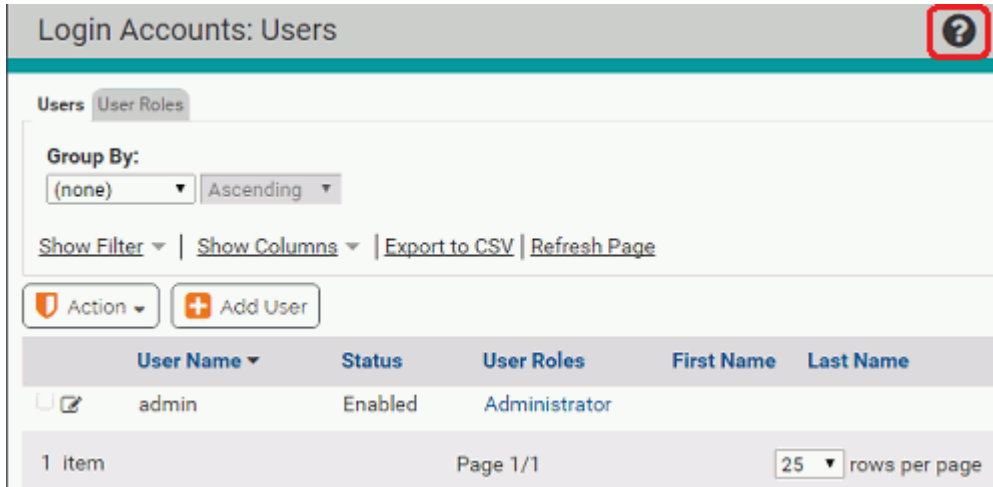 Login Accounts: Users ?
Users User Roles
Group By:
(none) Ascending
Show Filter | Show Columns | Export to CSV | Refresh Page
Action Add User
User Name Status User Roles First Name Last Name
admin Enabled Administrator
1 item Page 1/1 25 rows per page